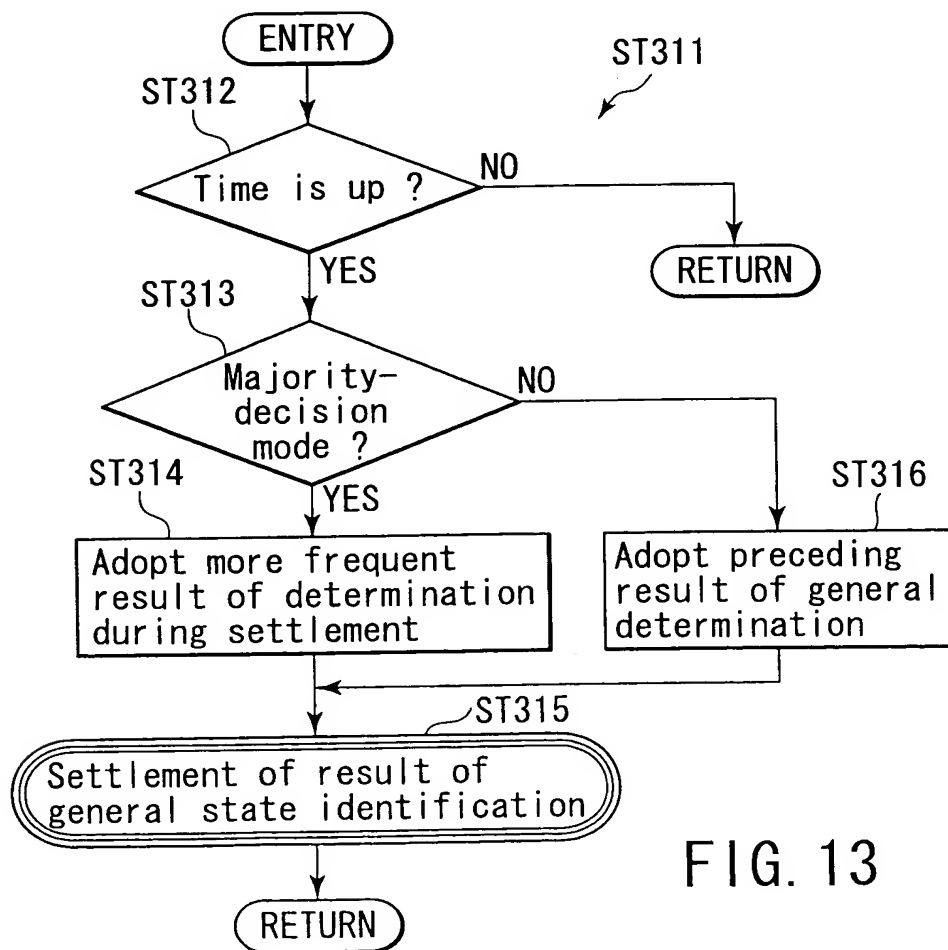 ENTRY
ST311
ST312
Time is up ?
NO
YES
RETURN
ST313
Majority-
decision
mode ?
NO
YES
ST314
Adopt more frequent
result of determination
during settlement
ST316
Adopt preceding
result of general
determination
ST315
Settlement of result of
general state identification
RETURN
FIG. 13